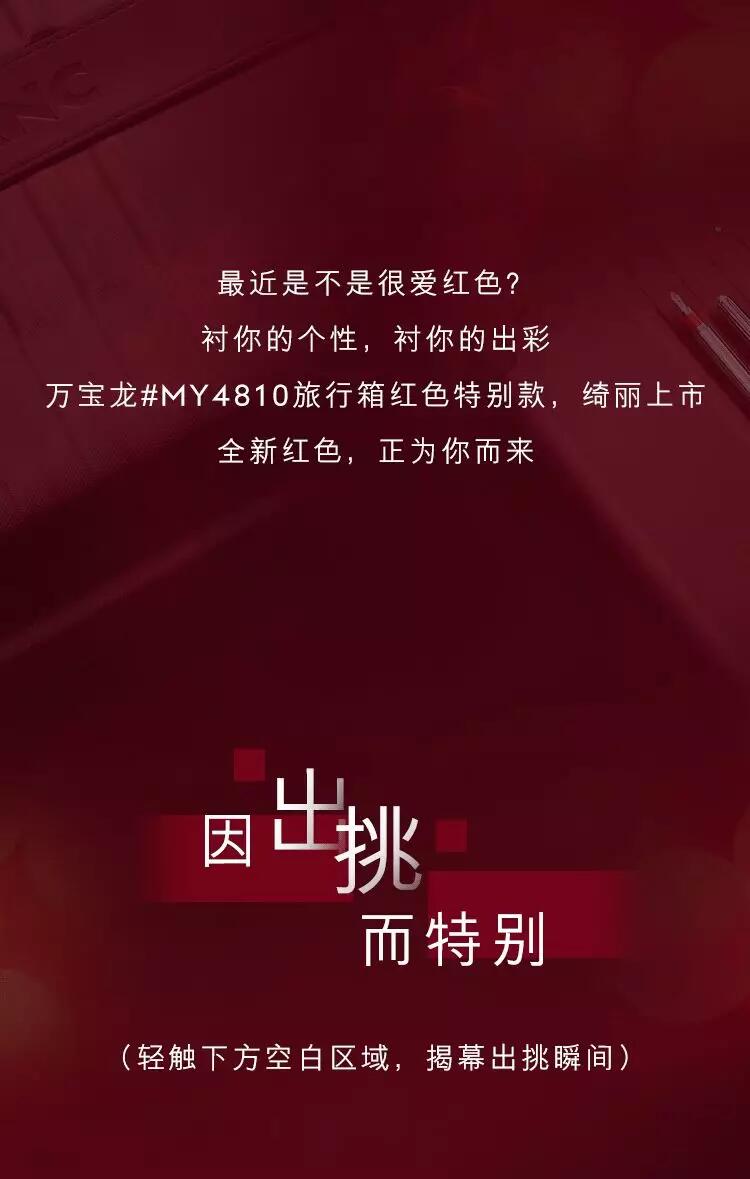 最近是不是很爱红色?
衬你的个性，衬你的出彩
万宝龙#MY4810旅行箱红色特别款，绮丽上市
全新红色，正为你而来
因出挑
而特别
（轻触下方空白区域，揭幕出挑瞬间）